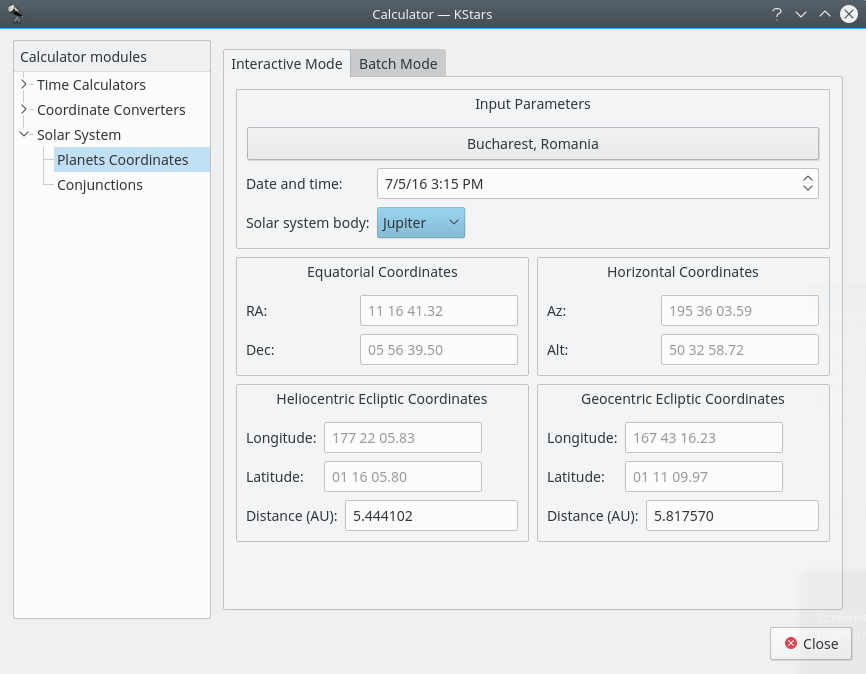 Calculator — KStars
Calculator modules
Time Calculators
Coordinate Converters
Solar System
Planets Coordinates
Conjunctions
Interactive Mode
Batch Mode
Input Parameters
Bucharest, Romania
Date and time: 7/5/16 3:15 PM
Solar system body: Jupiter
Equatorial Coordinates
RA: 11 16 41.32
Dec: 05 56 39.50
Horizontal Coordinates
Az: 195 36 03.59
Alt: 50 32 58.72
Heliocentric Ecliptic Coordinates
Longitude: 177 22 05.83
Latitude: 01 16 05.80
Distance (AU): 5.444102
Geocentric Ecliptic Coordinates
Longitude: 167 43 16.23
Latitude: 01 11 09.97
Distance (AU): 5.817570
Close